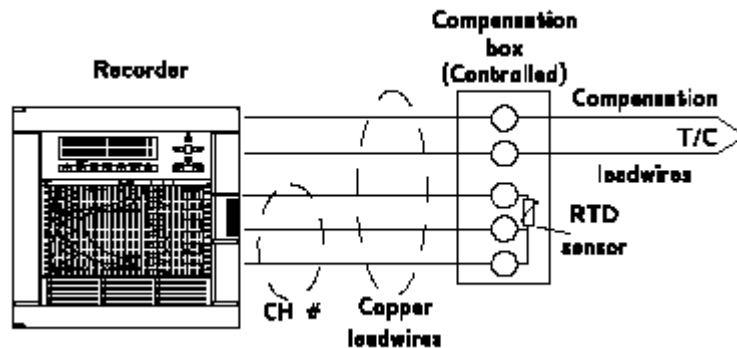 Compensation
box
(Controlled)
Recorder
Compensation
T/C
leadwires
RTD
sensor
CH #
Copper
leadwires